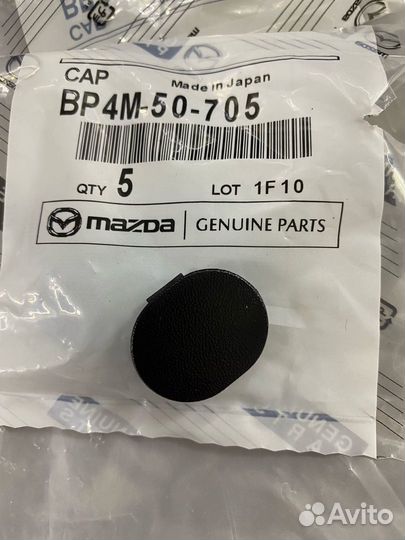 CAP
Made in Japan
BP4M-50-705
QTY 5 LOT 1F10
mazda GENUINE PARTS
Avito